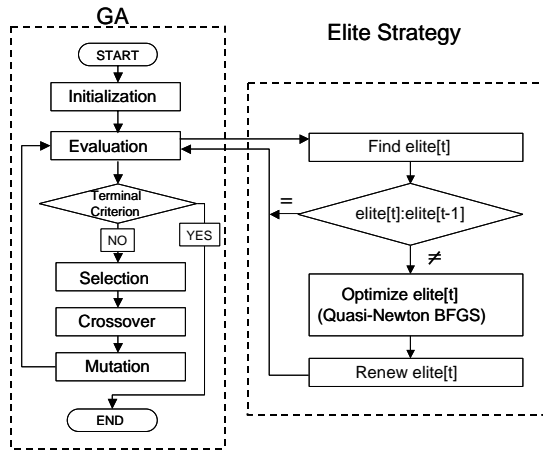 GA
START
Initialization
Evaluation
Terminal
Criterion
NO
YES
Selection
Crossover
Mutation
END
Elite Strategy
Find elite[t]
=
elite[t]:elite[t-1]
≠
Optimize elite[t]
(Quasi-Newton BFGS)
Renew elite[t]